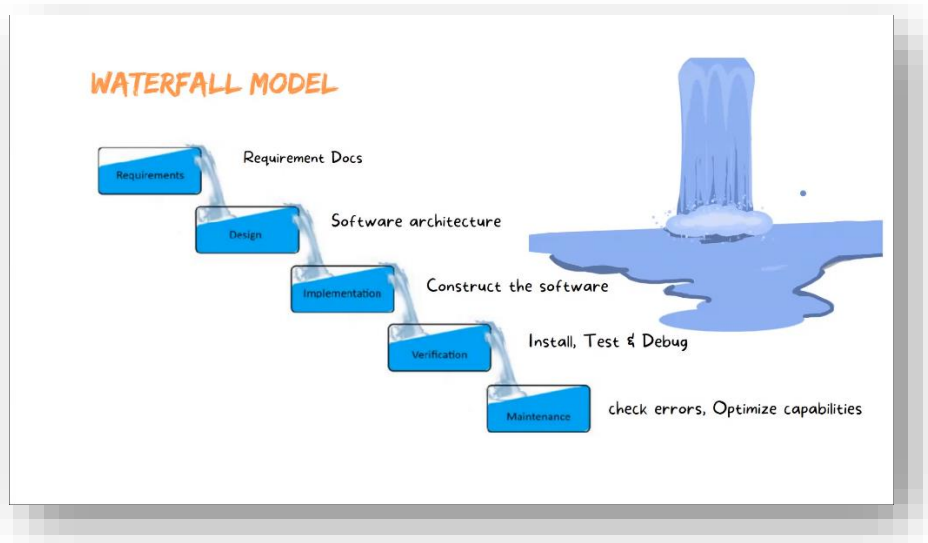 WATERFALL MODEL
Requirements
Requirement Docs
Design
Software architecture
Implementation
Construct the software
Verification
Install, Test & Debug
Maintenance
check errors, Optimize capabilities